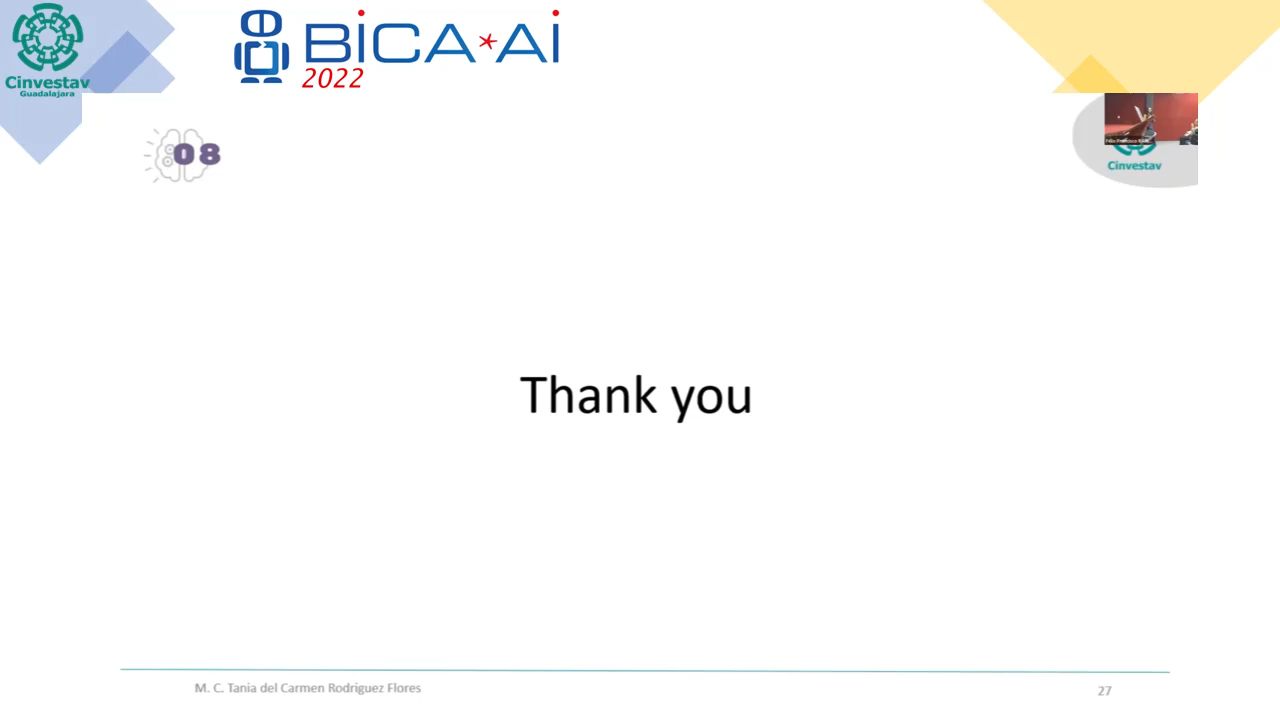 Cinvestav
Guadalajara
BiCA*Ai
2022
08
Cinvestav
Thank you
M. C. Tania del Carmen Rodriguez Flores
27